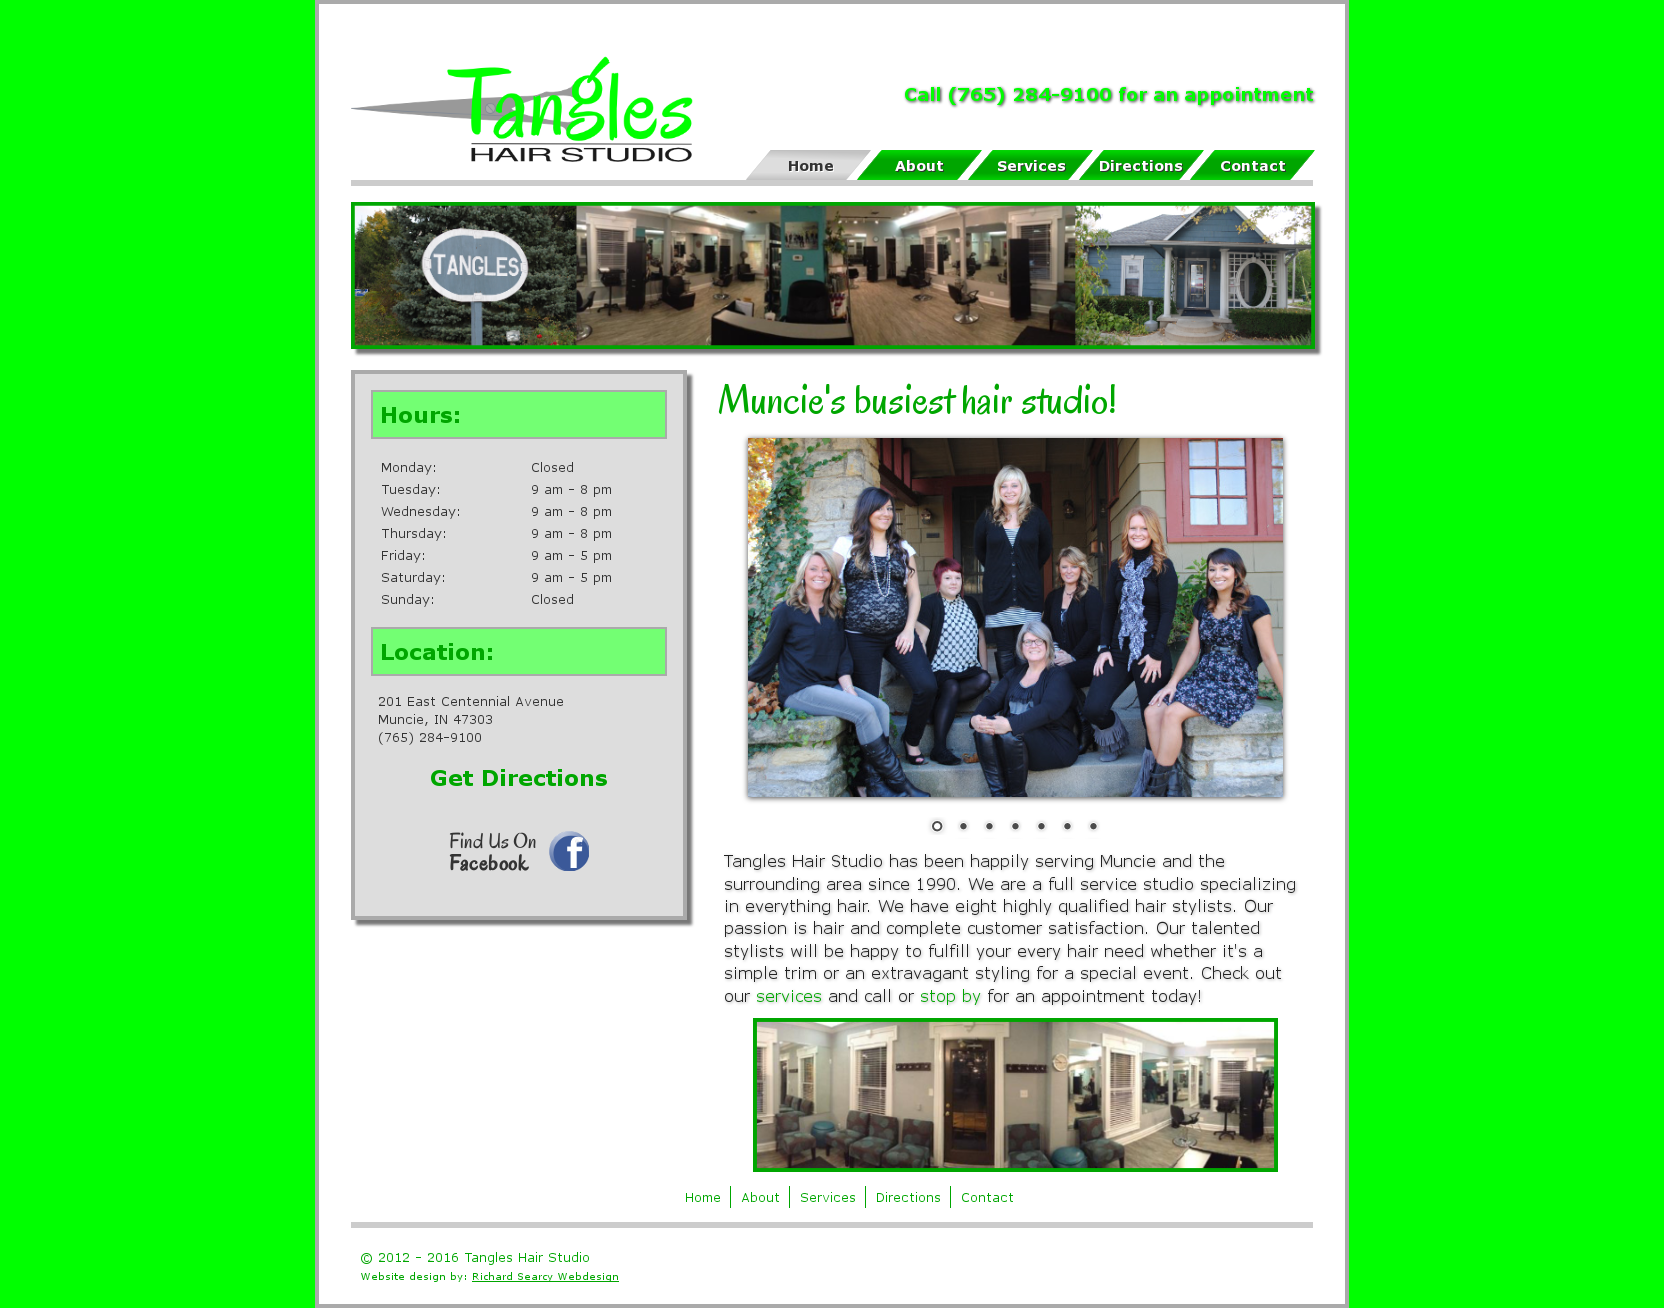 Tangles
HAIR STUDIO
Call (765) 284-9100 for an appointment
Home About Services Directions Contact
TANGLES
Hours:
Monday: Closed
Tuesday: 9 am - 8 pm
Wednesday: 9 am - 8 pm
Thursday: 9 am - 8 pm
Friday: 9 am - 5 pm
Saturday: 9 am - 5 pm
Sunday: Closed
Location:
201 East Centennial Avenue
Muncie, IN 47303
(765) 284-9100
Get Directions
Find Us On
Facebook
f
Muncie's busiest hair studio!
Tangles Hair Studio has been happily serving Muncie and the
surrounding area since 1990. We are a full service studio specializing
in everything hair. We have eight highly qualified hair stylists. Our
passion is hair and complete customer satisfaction. Our talented
stylists will be happy to fulfill your every hair need whether it's a
simple trim or an extravagant styling for a special event. Check out
our services and call or stop by for an appointment today!
Home About Services Directions Contact
© 2012 - 2016 Tangles Hair Studio
Website design by: Richard Searcy Webdesign